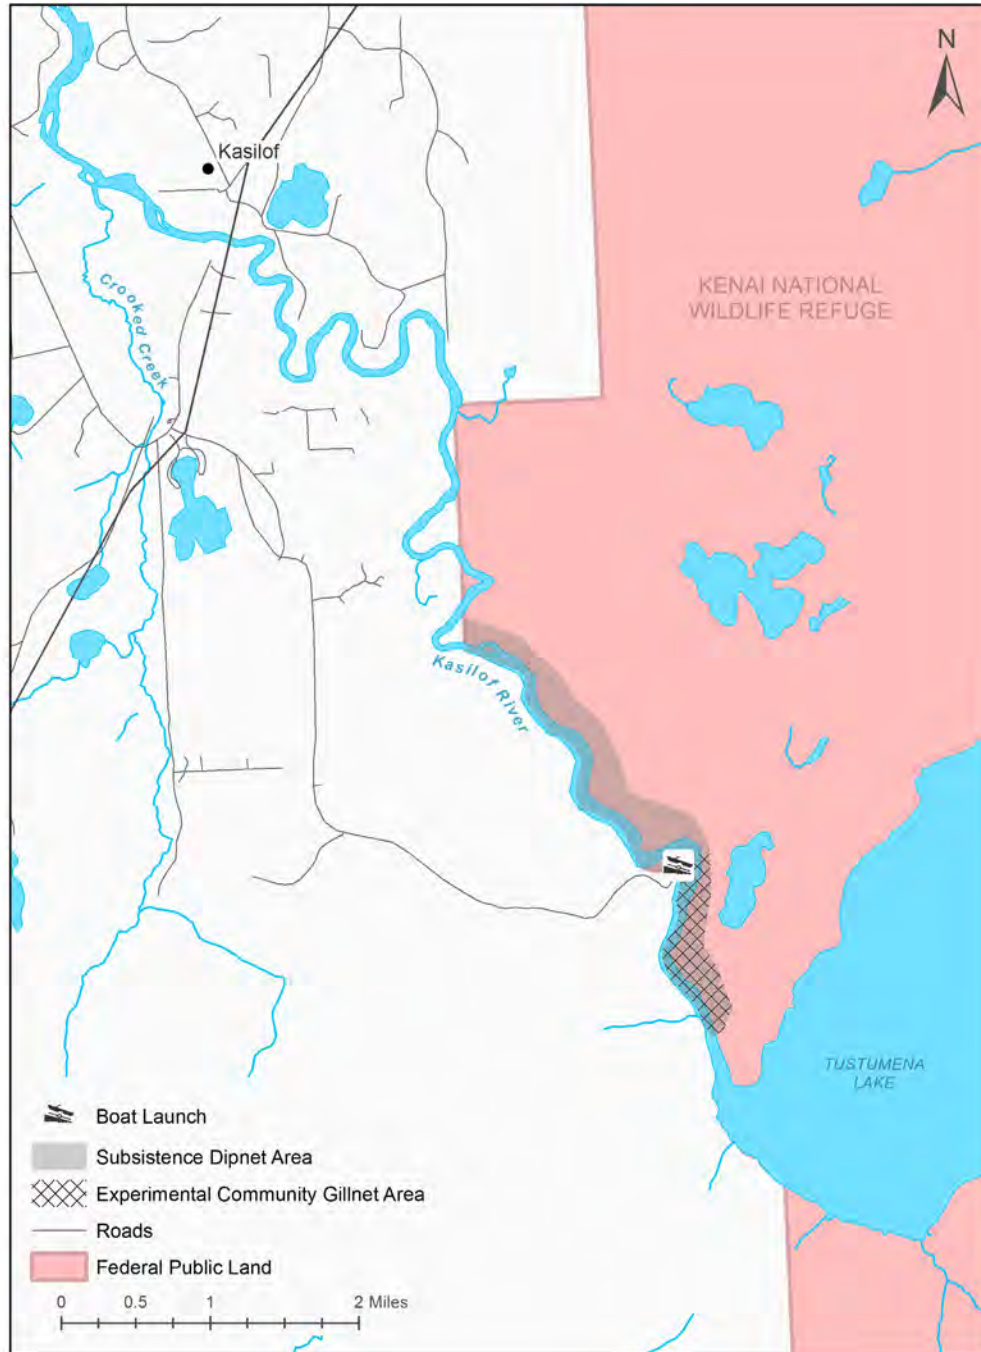 N
Kasilof
KENAI NATIONAL
WILDLIFE REFUGE
Crooked Creek
Kasilof River
TUSTUMENA
LAKE
Boat Launch
Subsistence Dipnet Area
Experimental Community Gillnet Area
Roads
Federal Public Land
0 0.5 1 2 Miles